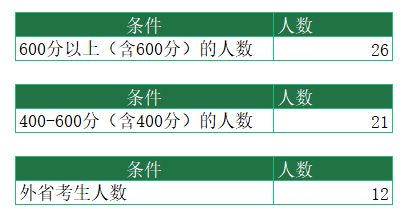 条件 人数
600分以上（含600分）的人数 26
条件 人数
400-600分（含400分）的人数 21
条件 人数
外省考生人数 12